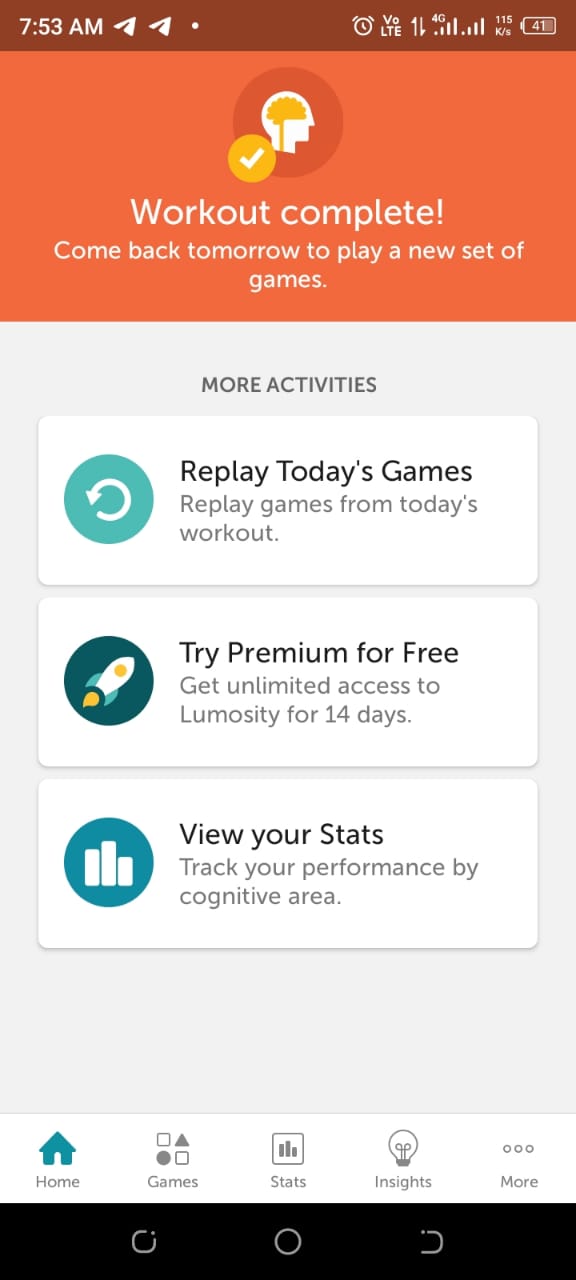 7:53 AM
Vo LTE
4G
115 K/s
41
Workout complete!
Come back tomorrow to play a new set of
games.
MORE ACTIVITIES
Replay Today's Games
Replay games from today's
workout.
Try Premium for Free
Get unlimited access to
Lumosity for 14 days.
View your Stats
Track your performance by
cognitive area.
Home
Games
Stats
Insights
More